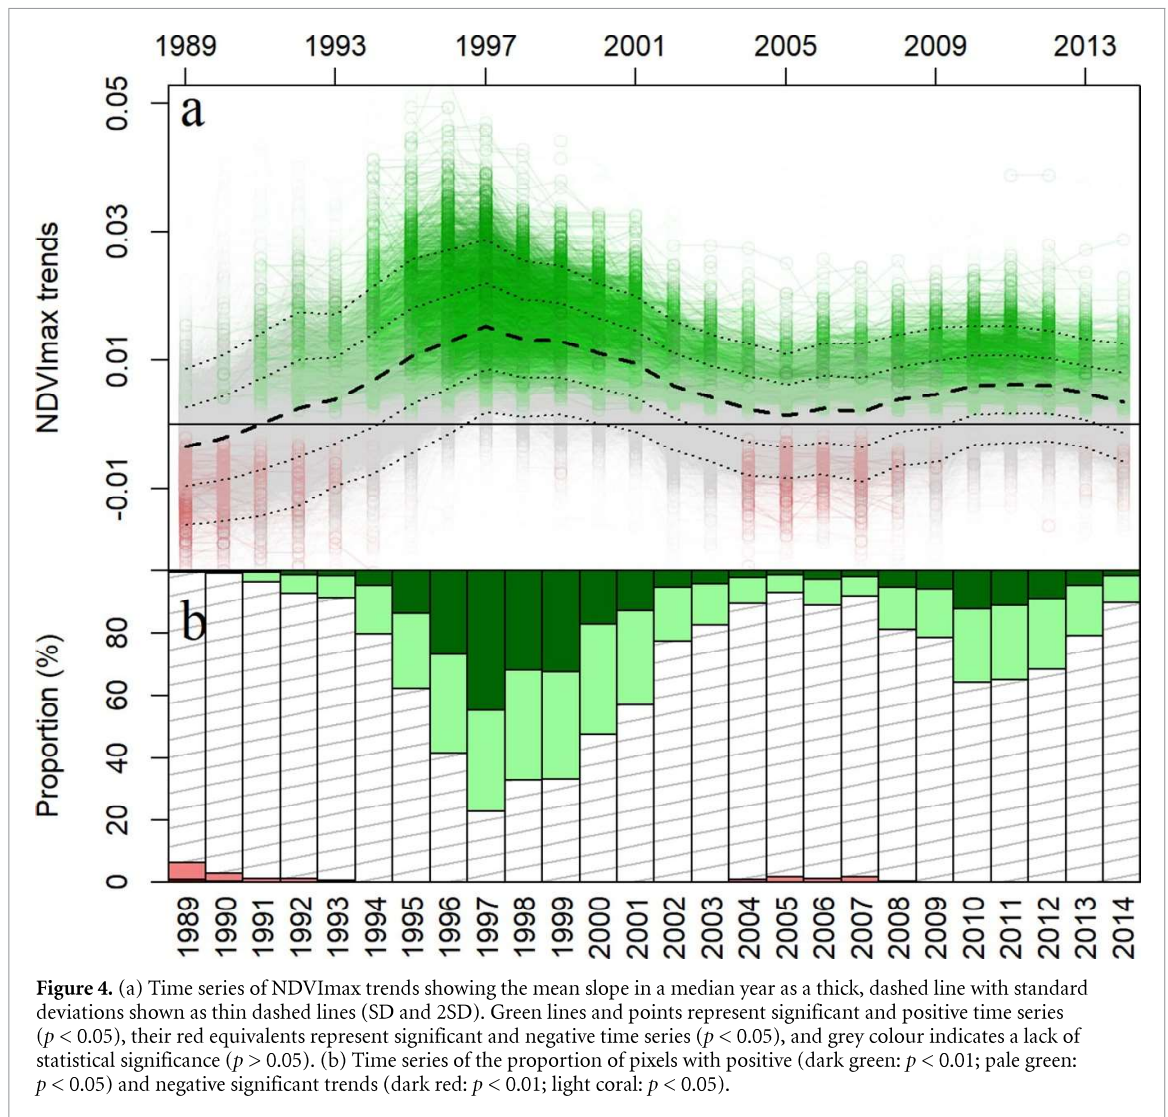 1989 1993 1997 2001 2005 2009 2013
a
NDVImax trends
0.05
0.03
0.01
-0.01
b
Proportion (%)
80
60
40
20
0
1989 1990 1991 1992 1993 1994 1995 1996 1997 1998 1999 2000 2001 2002 2003 2004 2005 2006 2007 2008 2009 2010 2011 2012 2013 2014
Figure 4. (a) Time series of NDVImax trends showing the mean slope in a median year as a thick, dashed line with standard
deviations shown as thin dashed lines (SD and 2SD). Green lines and points represent significant and positive time series
(p < 0.05), their red equivalents represent significant and negative time series (p < 0.05), and grey colour indicates a lack of
statistical significance (p > 0.05). (b) Time series of the proportion of pixels with positive (dark green: p < 0.01; pale green:
p < 0.05) and negative significant trends (dark red: p < 0.01; light coral: p < 0.05).